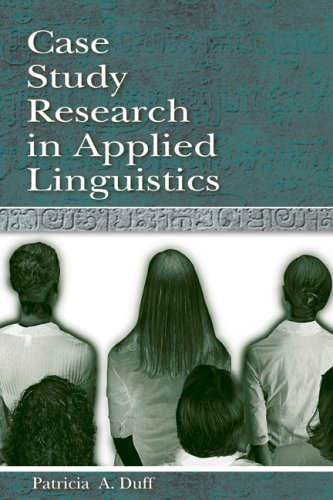 Case
Study
Research
in Applied
Linguistics
Patricia A. Duff